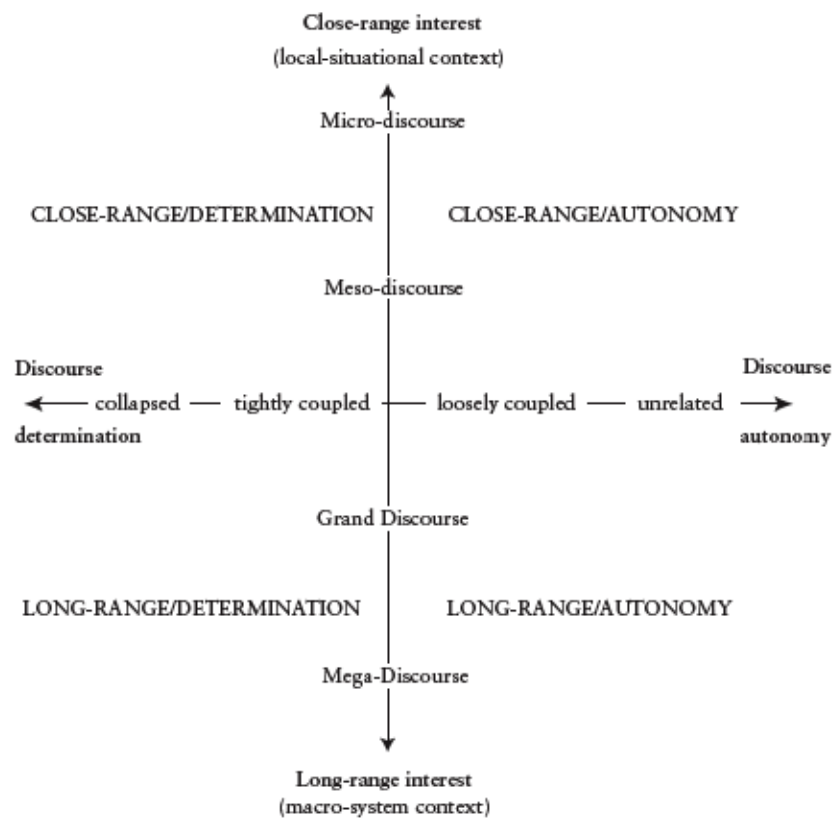 Close-range interest
(local-situational context)
Micro-discourse
CLOSE-RANGE/DETERMINATION
CLOSE-RANGE/AUTONOMY
Meso-discourse
Discourse
Discourse
collapsed
tightly coupled
loosely coupled
unrelated
determination
autonomy
Grand Discourse
LONG-RANGE/DETERMINATION
LONG-RANGE/AUTONOMY
Mega-Discourse
Long-range interest
(macro-system context)